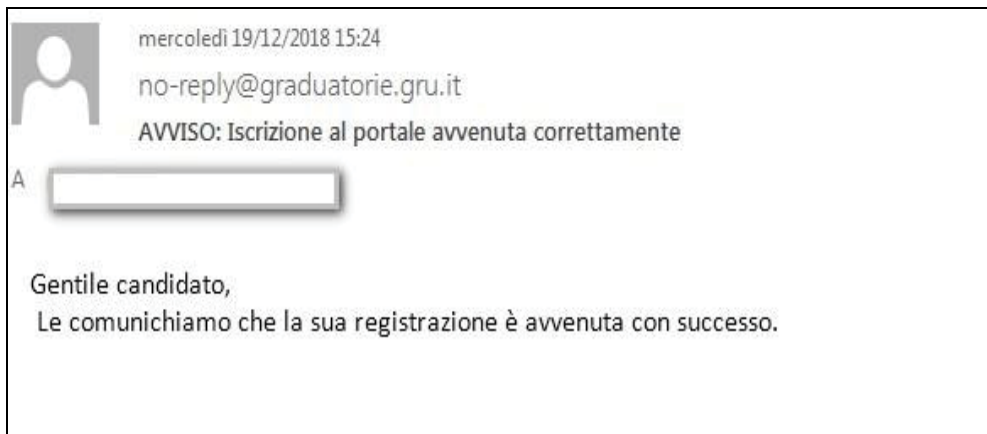 mercoledì 19/12/2018 15:24
no-reply@graduatorie.gru.it
AVVISO: Iscrizione al portale avvenuta correttamente
A
Gentile candidato,
Le comunichiamo che la sua registrazione è avvenuta con successo.